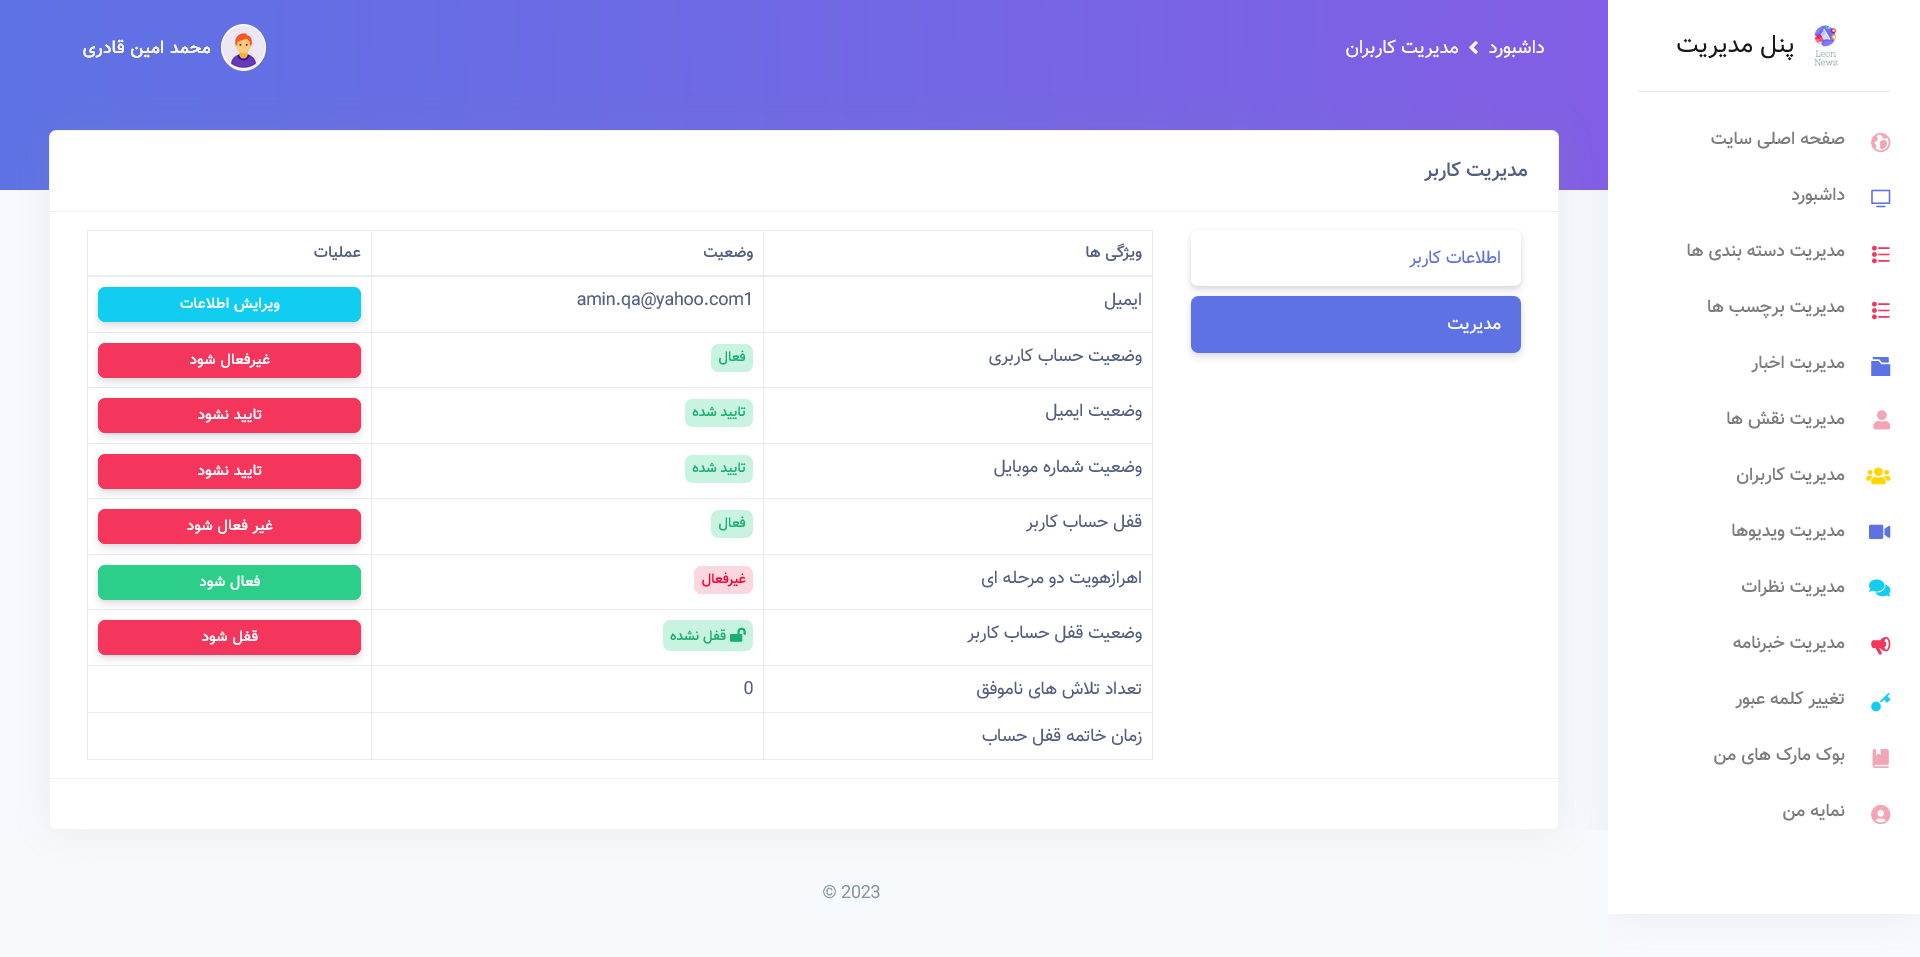 Leon
News
پنل مدیریت
صفحه اصلی سایت
داشبورد
مدیریت دسته بندی ها
مدیریت برچسب ها
مدیریت اخبار
مدیریت نقش ها
مدیریت کاربران
مدیریت ویدیوها
مدیریت نظرات
مدیریت خبرنامه
تغییر کلمه عبور
بوک مارک های من
نمایه من
داشبورد مدیریت کاربران
محمد امین قادری
مدیریت کاربر
اطلاعات کاربر
مدیریت
ویژگی ها وضعیت عملیات
ایمیل amin.qa@yahoo.com1 ویرایش اطلاعات
وضعیت حساب کاربری فعال غیرفعال شود
وضعیت ایمیل تایید شده تایید نشود
وضعیت شماره موبایل تایید شده تایید نشود
قفل حساب کاربر فعال غیر فعال شود
اهرازهویت دو مرحله ای غیرفعال فعال شود
وضعیت قفل حساب کاربر قفل نشده قفل شود
تعداد تلاش های ناموفق 0
زمان خاتمه قفل حساب
© 2023